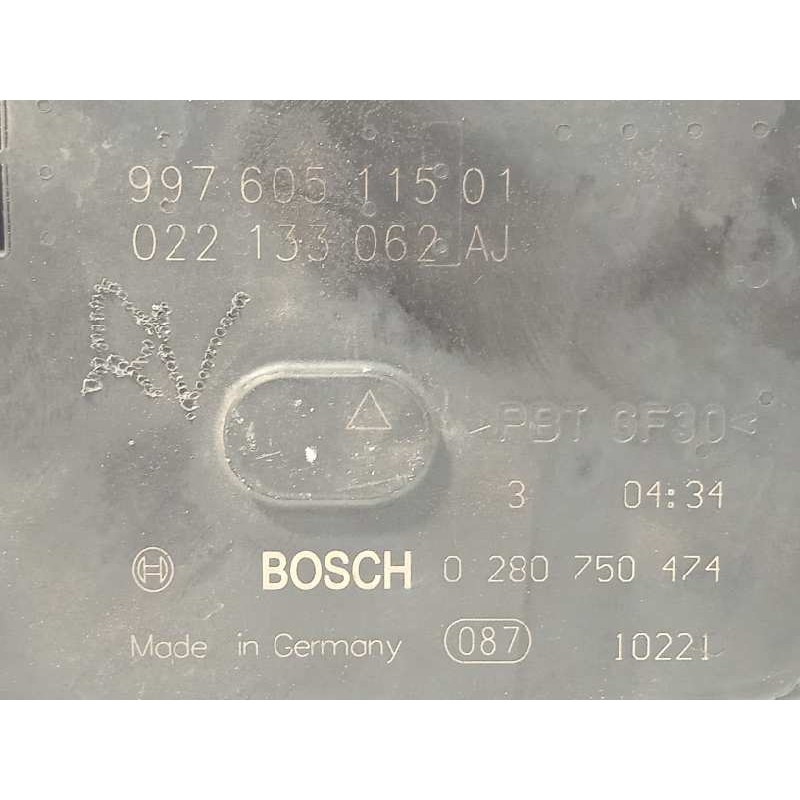 997 605 115 01
022 133 062 AJ
AV
>PBT GF30<
3 04:34
BOSCH 0 280 750 474
Made in Germany 087 10221